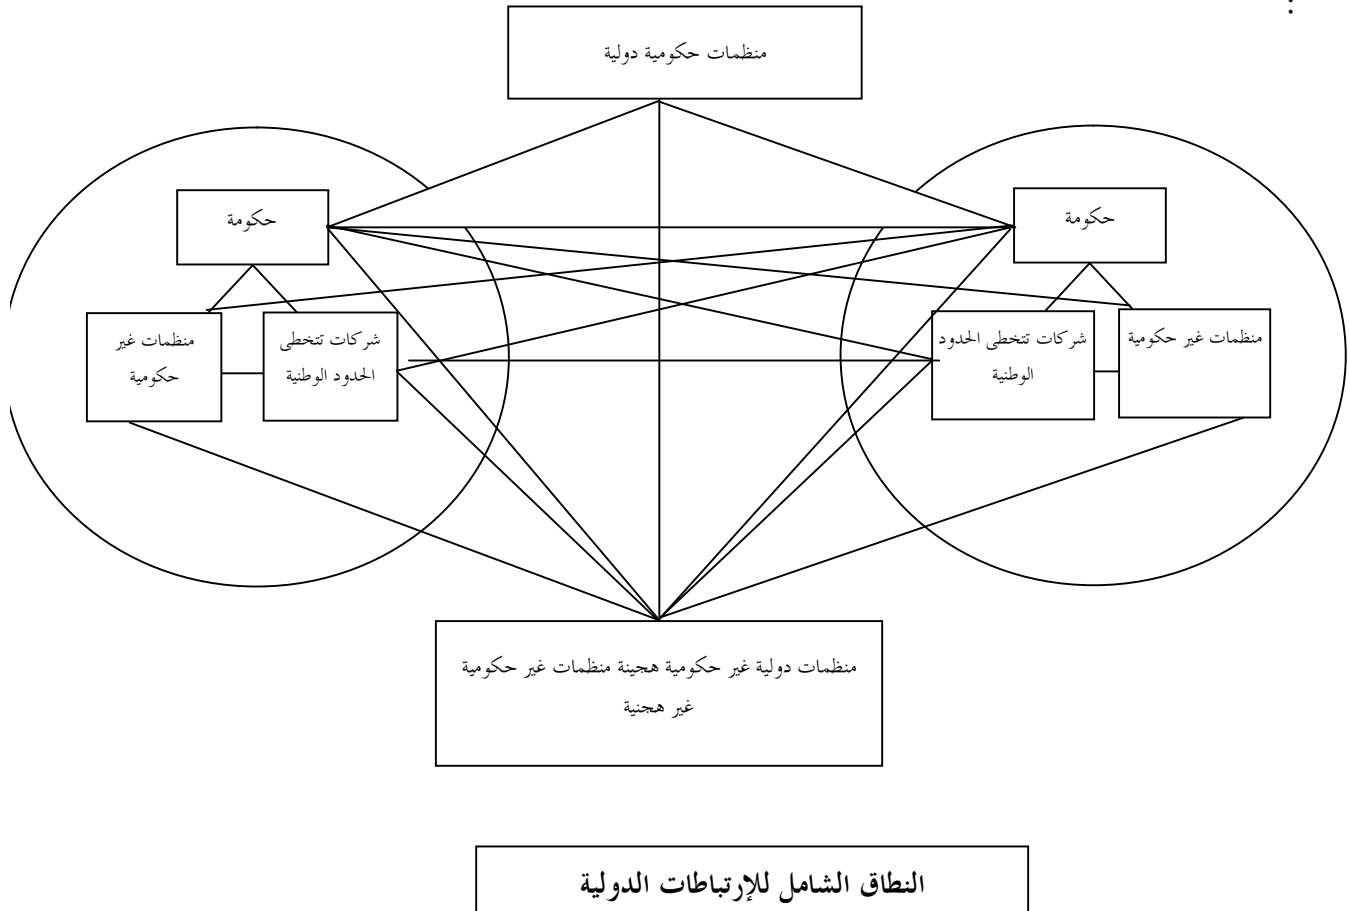 :
منظمات حكومية دولية
حكومة
حكومة
منظمات غير حكومية
شركات تتخطى الحدود
الوطنية
شركات تتخطى
الحدود الوطنية
منظمات غير
حكومية
منظمات دولية غير حكومية هجينة منظمات غير حكومية
غير هجنية
النطاق الشامل للإرتباطات الدولية